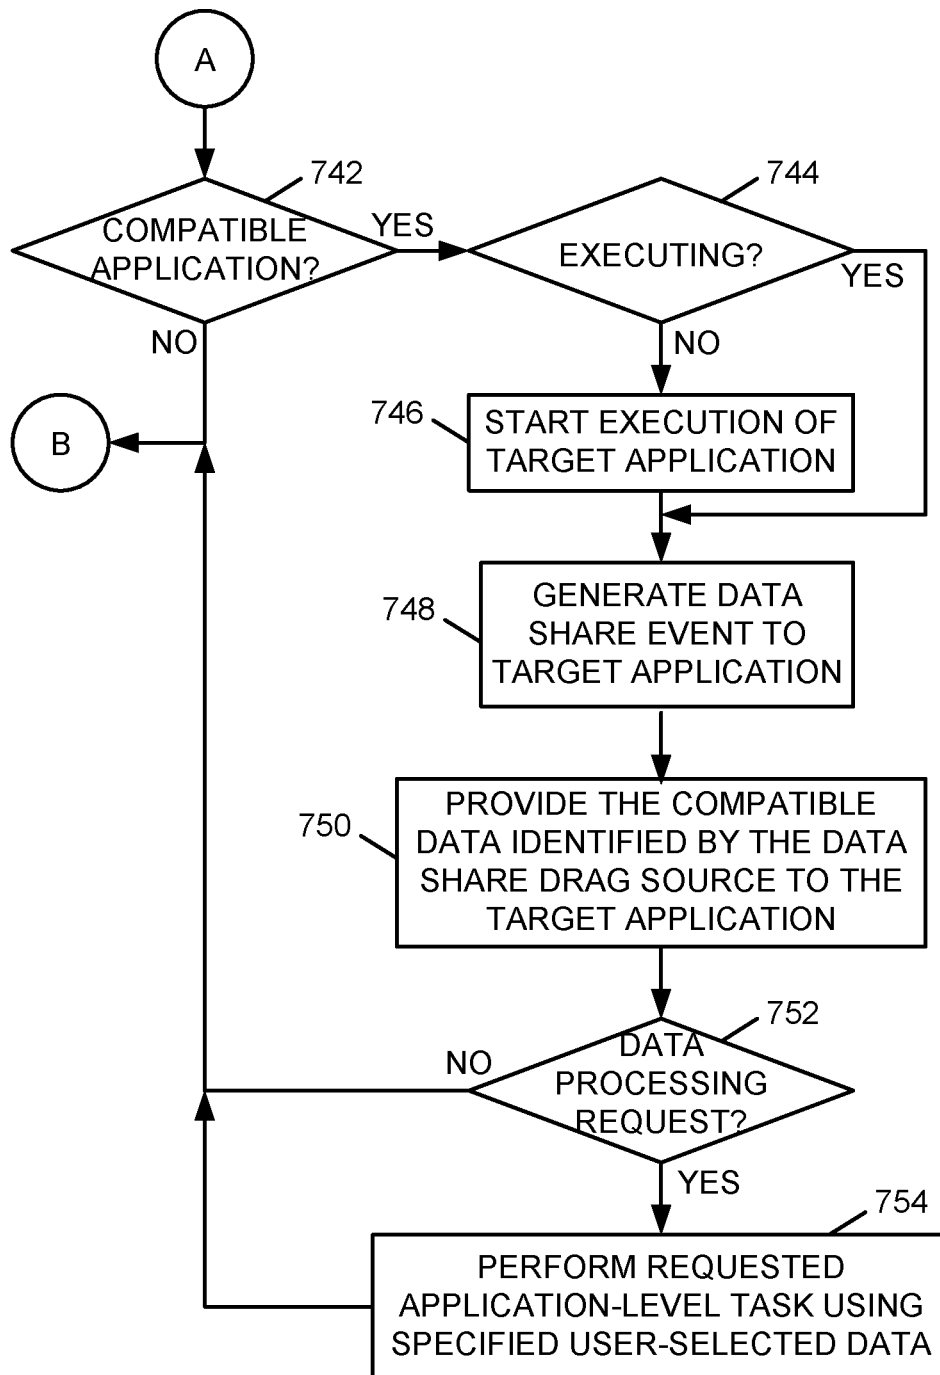 A
742
COMPATIBLE
APPLICATION?
YES
NO
744
EXECUTING?
YES
NO
B
746
START EXECUTION OF
TARGET APPLICATION
748
GENERATE DATA
SHARE EVENT TO
TARGET APPLICATION
750
PROVIDE THE COMPATIBLE
DATA IDENTIFIED BY THE DATA
SHARE DRAG SOURCE TO THE
TARGET APPLICATION
752
DATA
PROCESSING
REQUEST?
NO
YES
754
PERFORM REQUESTED
APPLICATION-LEVEL TASK USING
SPECIFIED USER-SELECTED DATA